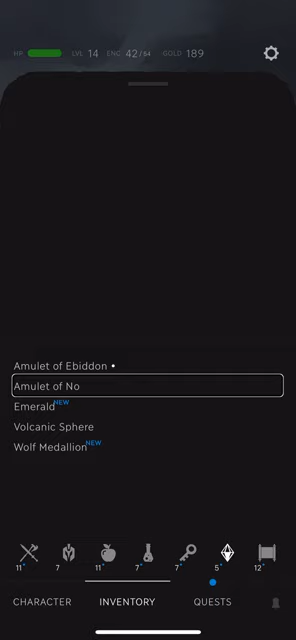 HP LVL 14 ENC 42/54 GOLD 189
Amulet of Ebiddon •
Amulet of No
Emerald NEW
Volcanic Sphere
Wolf Medallion NEW
11 7 11 7 7 5 12
CHARACTER INVENTORY QUESTS